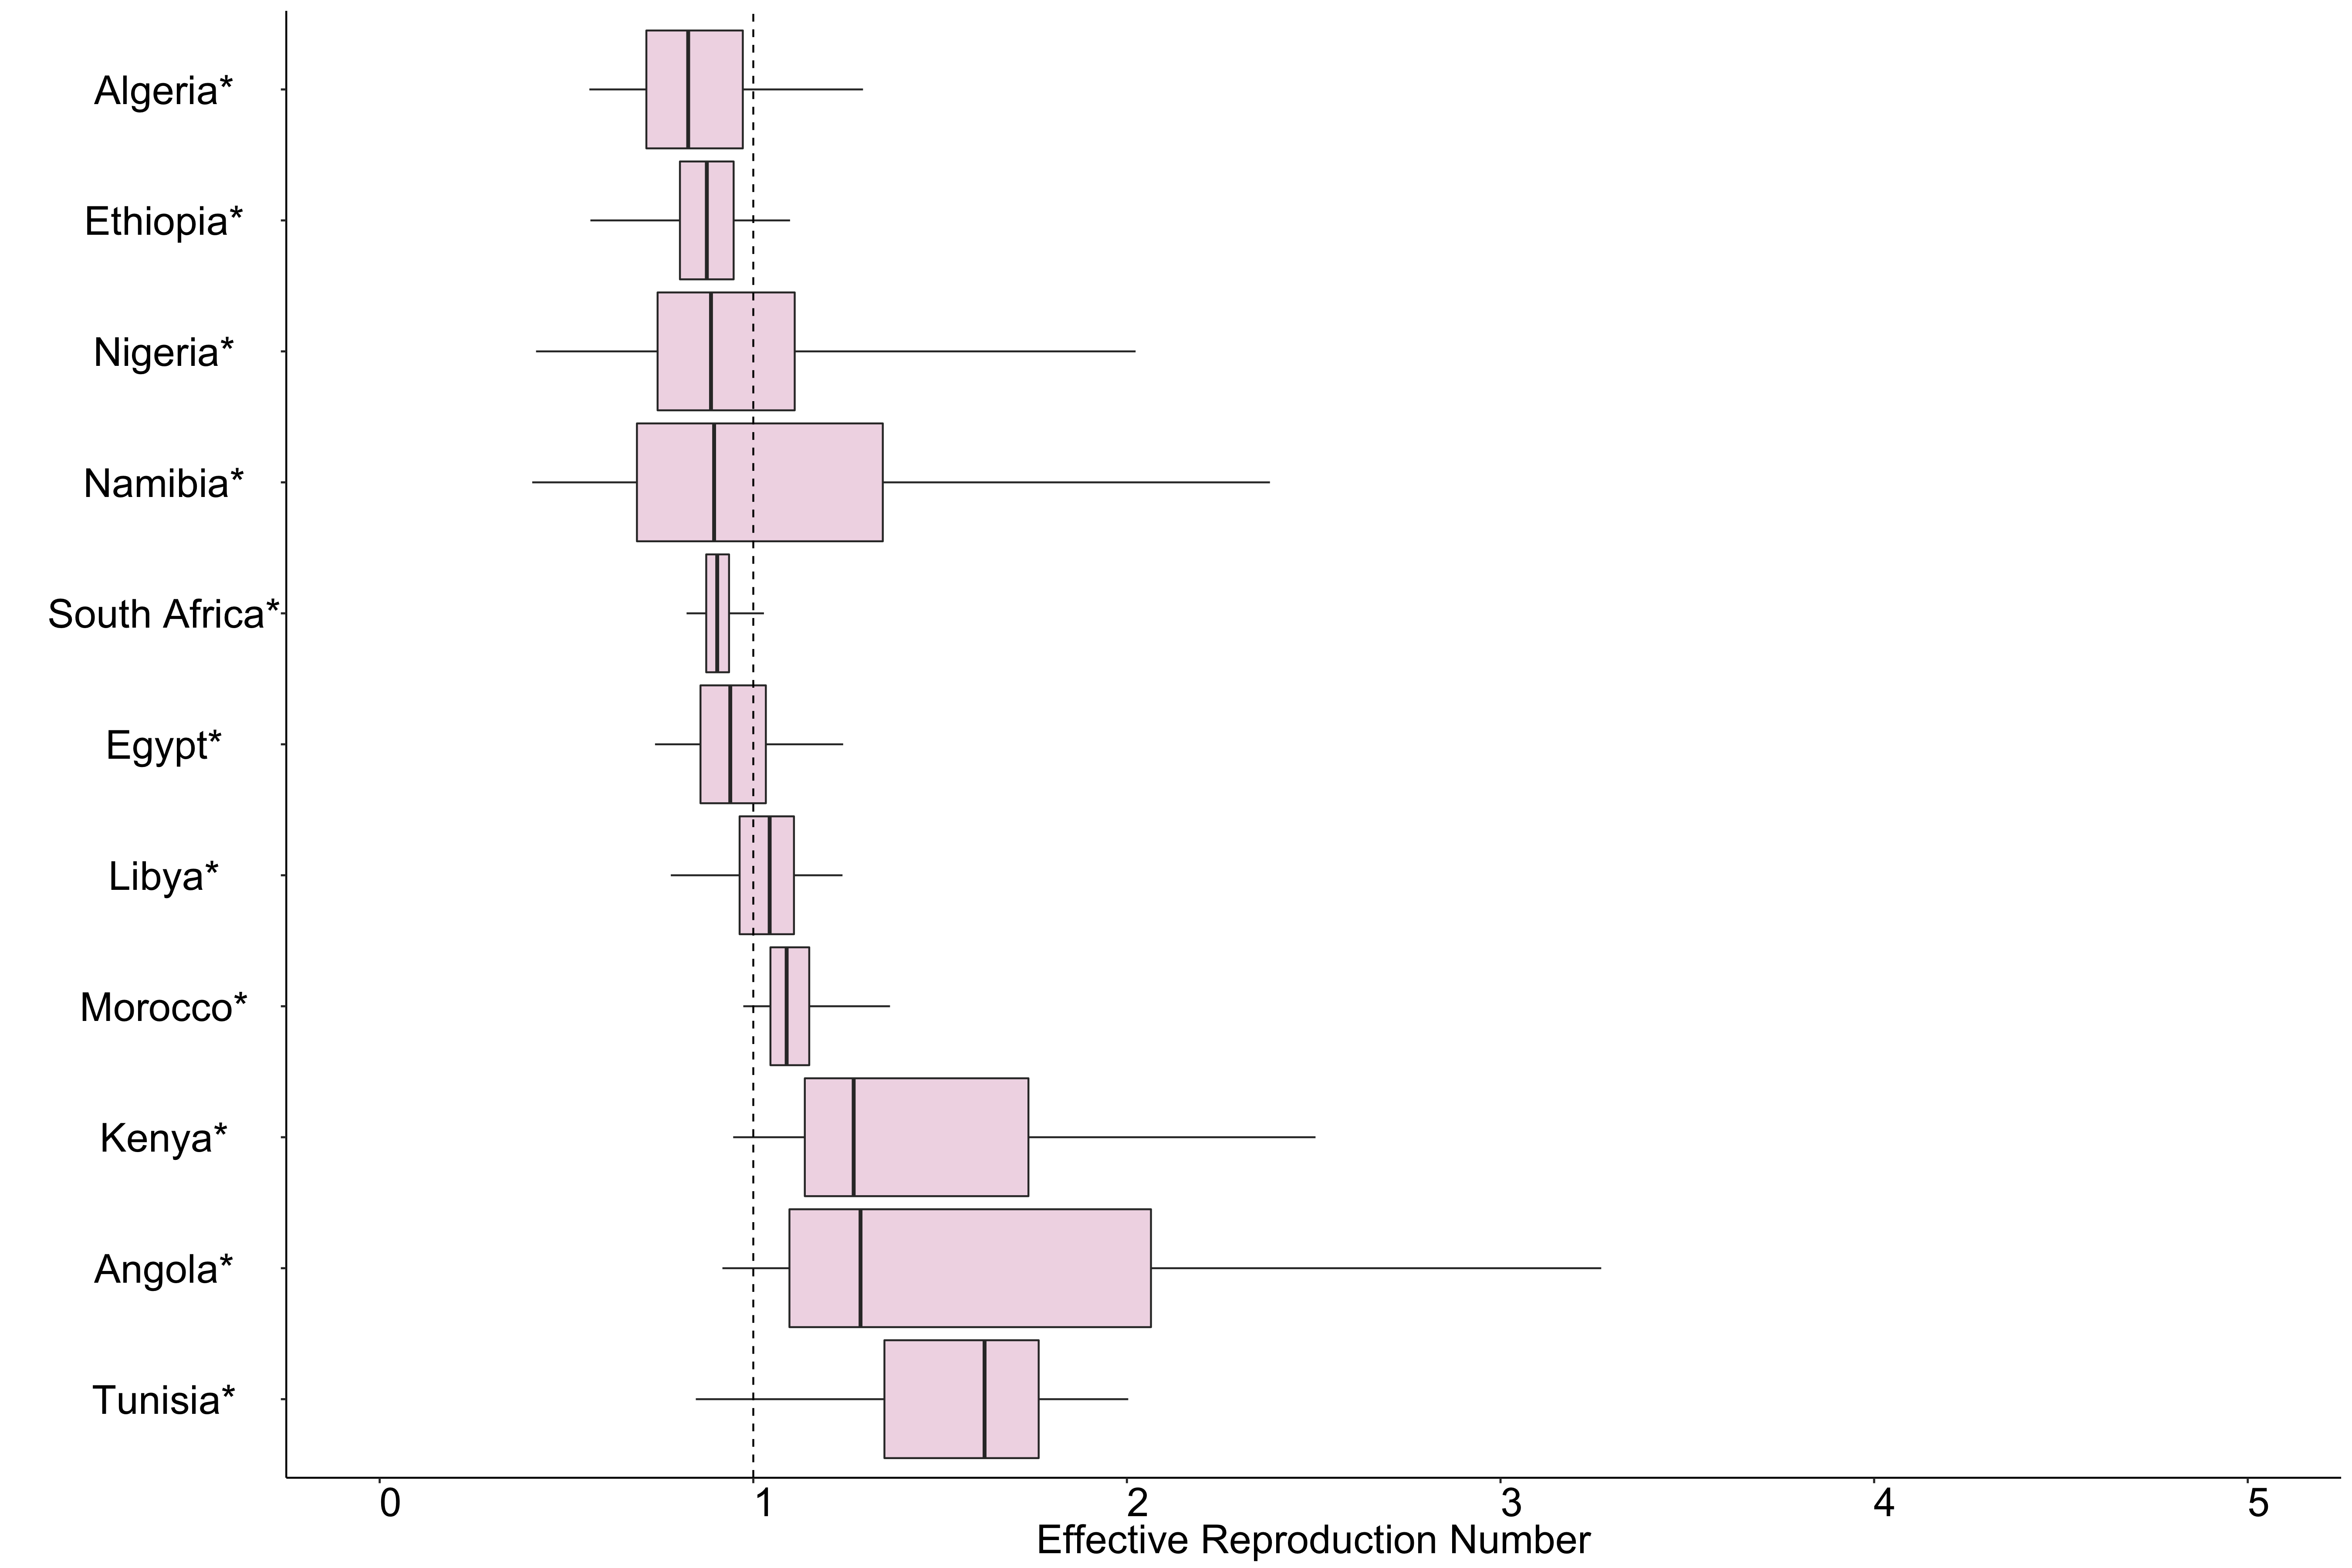 Algeria*
Ethiopia*
Nigeria*
Namibia*
South Africa*
Egypt*
Libya*
Morocco*
Kenya*
Angola*
Tunisia*
0 1 2 3 4 5
Effective Reproduction Number